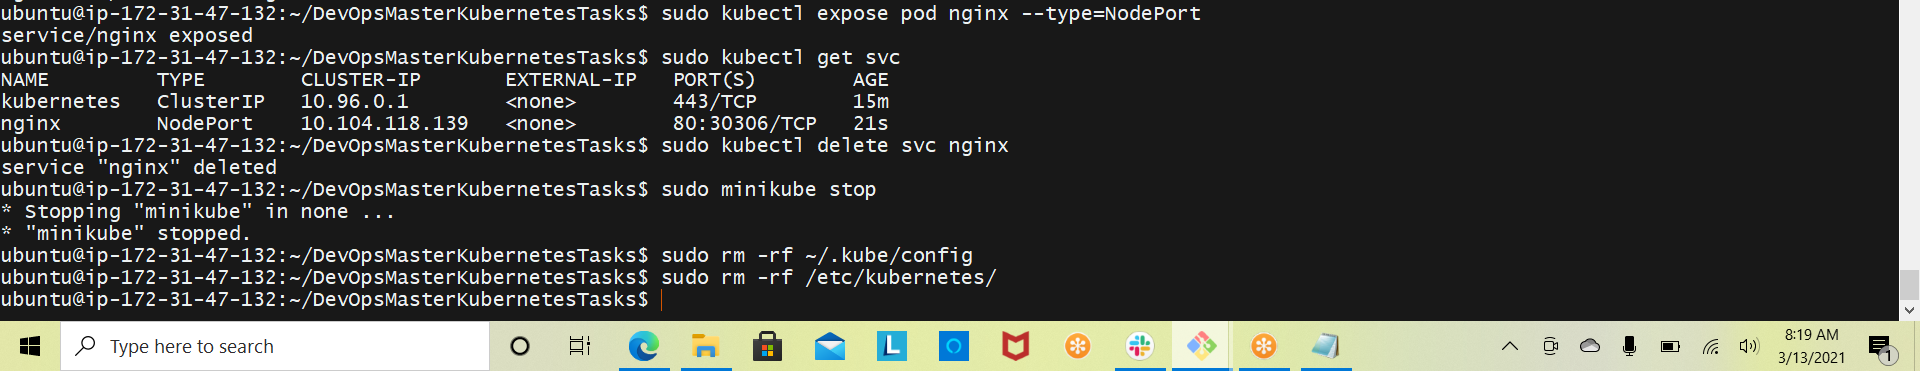 ubuntu@ip-172-31-47-132:~/DevOpsMasterKubernetesTasks$ sudo kubectl expose pod nginx --type=NodePort
service/nginx exposed
ubuntu@ip-172-31-47-132:~/DevOpsMasterKubernetesTasks$ sudo kubectl get svc
NAME         TYPE        CLUSTER-IP       EXTERNAL-IP   PORT(S)        AGE
kubernetes   ClusterIP   10.96.0.1        <none>        443/TCP        15m
nginx        NodePort    10.104.118.139   <none>        80:30306/TCP   21s
ubuntu@ip-172-31-47-132:~/DevOpsMasterKubernetesTasks$ sudo kubectl delete svc nginx
service "nginx" deleted
ubuntu@ip-172-31-47-132:~/DevOpsMasterKubernetesTasks$ sudo minikube stop
* Stopping "minikube" in none ...
* "minikube" stopped.
ubuntu@ip-172-31-47-132:~/DevOpsMasterKubernetesTasks$ sudo rm -rf ~/.kube/config
ubuntu@ip-172-31-47-132:~/DevOpsMasterKubernetesTasks$ sudo rm -rf /etc/kubernetes/
ubuntu@ip-172-31-47-132:~/DevOpsMasterKubernetesTasks$
Type here to search
L
8:19 AM
3/13/2021
1